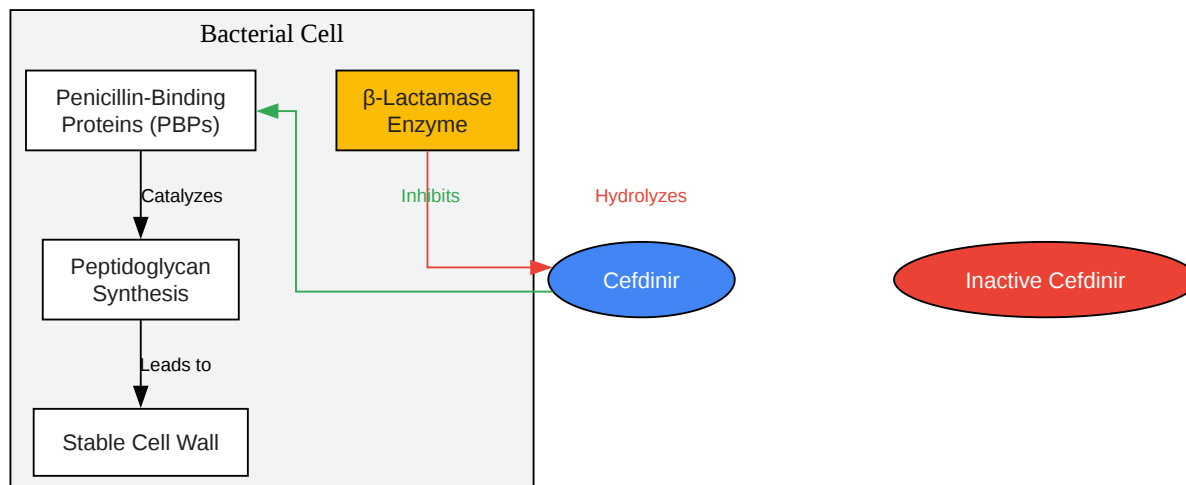 Bacterial Cell
Penicillin-Binding
Proteins (PBPs)
β-Lactamase
Enzyme
Catalyzes
Inhibits
Hydrolyzes
Peptidoglycan
Synthesis
Cefdinir
Inactive Cefdinir
Leads to
Stable Cell Wall